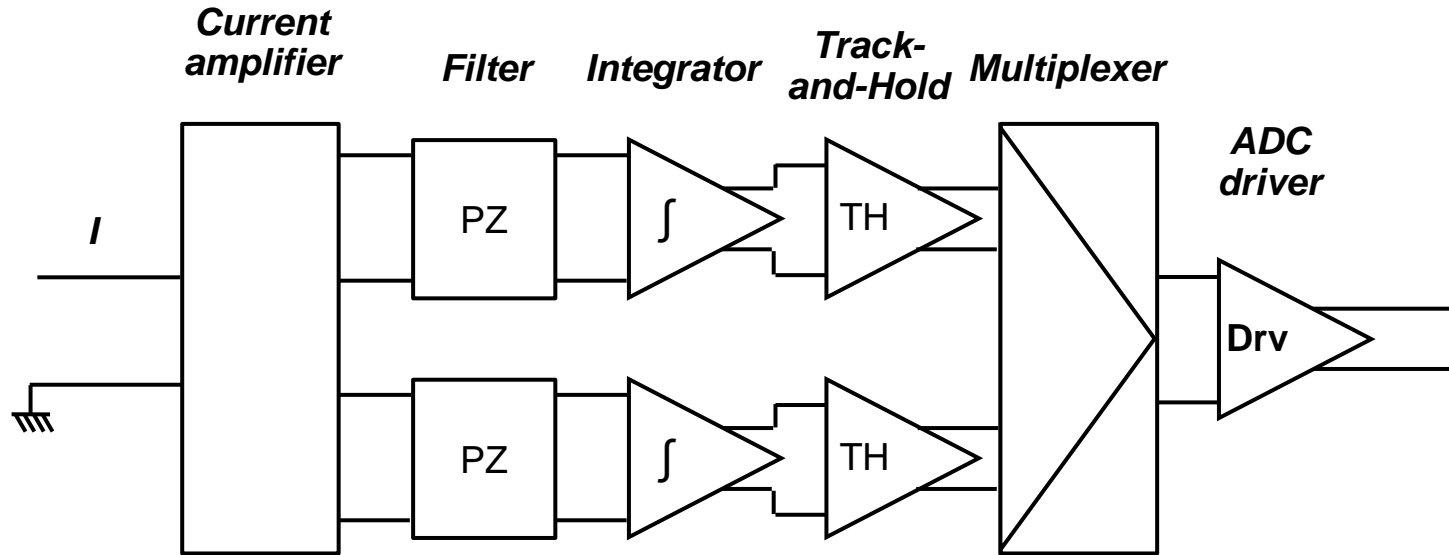 Current
amplifier
Filter
Integrator
Track-
and-Hold
Multiplexer
ADC
driver
I
PZ
∫
TH
Drv
PZ
∫
TH